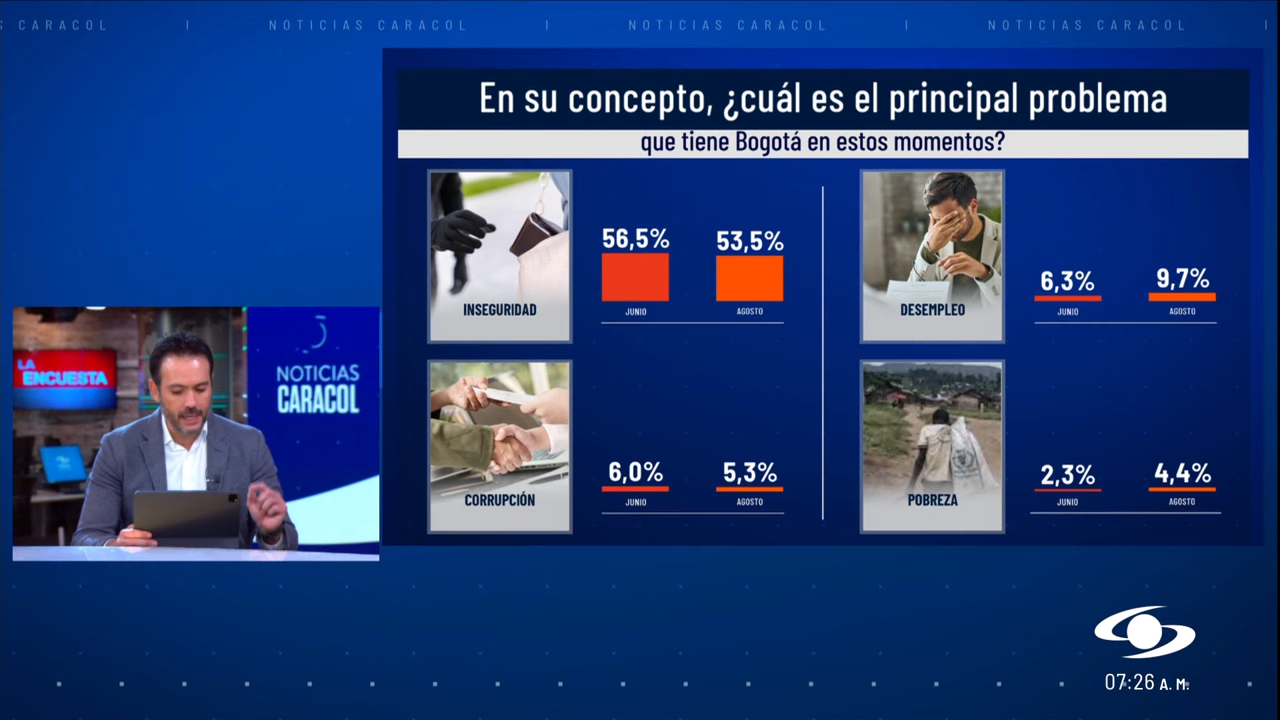 S CARACOL | NOTICIAS CARACOL | NOTICIAS CARACOL | NOTICIAS CARACOL |
En su concepto, ¿cuál es el principal problema
que tiene Bogotá en estos momentos?
INSEGURIDAD
56,5%
JUNIO
53,5%
AGOSTO
DESEMPLEO
6,3%
JUNIO
9,7%
AGOSTO
CORRUPCIÓN
6,0%
JUNIO
5,3%
AGOSTO
POBREZA
2,3%
JUNIO
4,4%
AGOSTO
LA
ENCUESTA
NOTICIAS
CARACOL
07:26 A. M.